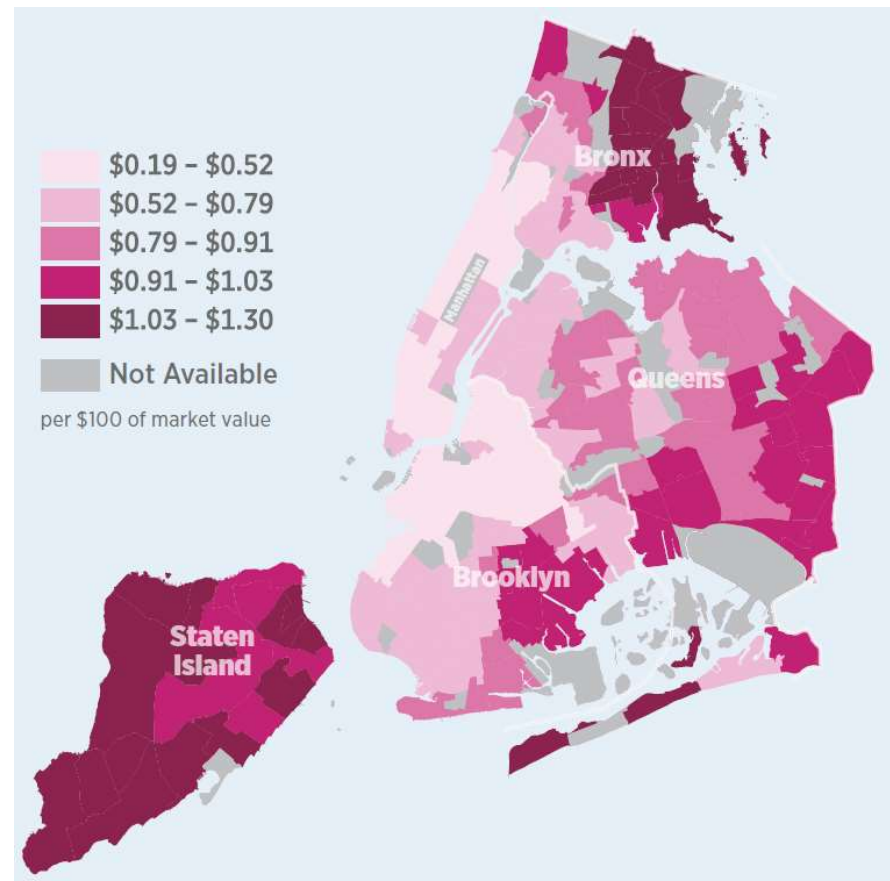 $0.19 – $0.52
$0.52 – $0.79
$0.79 – $0.91
$0.91 – $1.03
$1.03 – $1.30
Not Available
per $100 of market value
Bronx
Manhattan
Queens
Brooklyn
Staten
Island